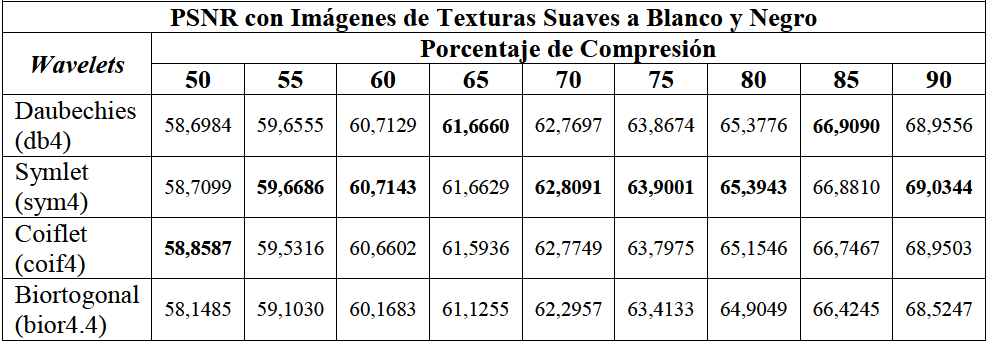 PSNR con Imágenes de Texturas Suaves a Blanco y Negro
Wavelets
Porcentaje de Compresión
50 55 60 65 70 75 80 85 90
Daubechies
(db4)
58,6984 59,6555 60,7129 61,6660 62,7697 63,8674 65,3776 66,9090 68,9556
Symlet
(sym4)
58,7099 59,6686 60,7143 61,6629 62,8091 63,9001 65,3943 66,8810 69,0344
Coiflet
(coif4)
58,8587 59,5316 60,6602 61,5936 62,7749 63,7975 65,1546 66,7467 68,9503
Biortogonal
(bior4.4)
58,1485 59,1030 60,1683 61,1255 62,2957 63,4133 64,9049 66,4245 68,5247